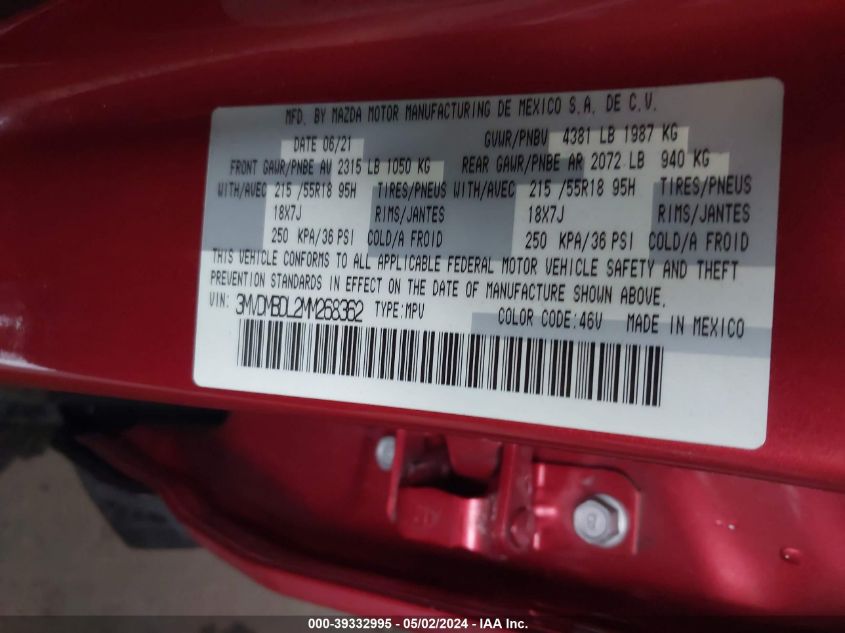 MFD. BY MAZDA MOTOR MANUFACTURING DE MEXICO S.A. DE C.V.
DATE 06/21 GVWR/PNBV 4381 LB 1987 KG
FRONT GAWR/PNBE AV 2315 LB 1050 KG REAR GAWR/PNBE AR 2072 LB 940 KG
WITH/AVEC 215 /55R18 95H TIRES/PNEUS WITH/AVEC 215 /55R18 95H TIRES/PNEUS
18X7J RIMS/JANTES 18X7J RIMS/JANTES
250 KPA/36 PSI COLD/A FROID 250 KPA/36 PSI COLD/A FROID
THIS VEHICLE CONFORMS TO ALL APPLICABLE FEDERAL MOTOR VEHICLE SAFETY AND THEFT
PREVENTION STANDARDS IN EFFECT ON THE DATE OF MANUFACTURE SHOWN ABOVE.
VIN: 3MVDMBDL2MM268362 TYPE:MPV COLOR CODE:46V MADE IN MEXICO
000-39332995 - 05/02/2024 - IAA Inc.